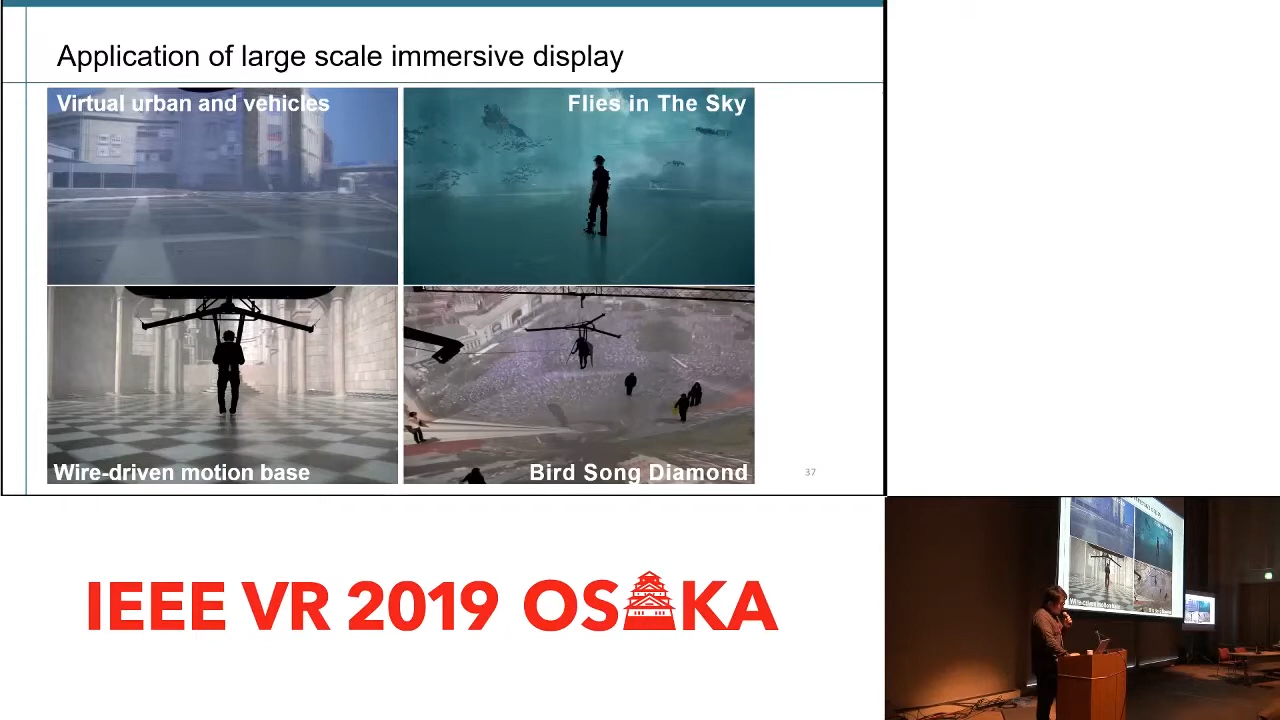 Application of large scale immersive display
Virtual urban and vehicles
Flies in The Sky
Wire-driven motion base
Bird Song Diamond
37
IEEE VR 2019 OSAKA